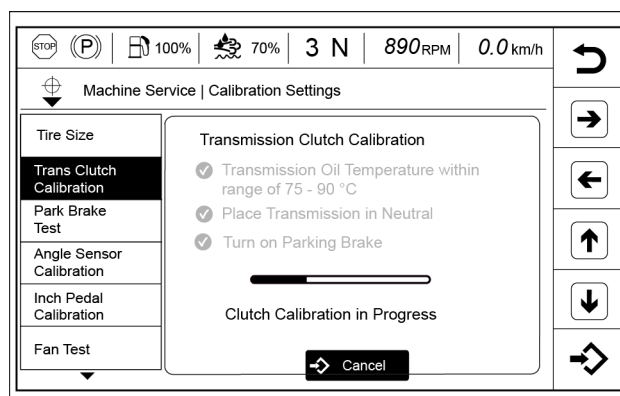 STOP (P) 100% 70% 3 N 890 RPM 0.0 km/h
Machine Service | Calibration Settings
Tire Size
Trans Clutch
Calibration
Park Brake
Test
Angle Sensor
Calibration
Inch Pedal
Calibration
Fan Test
Transmission Clutch Calibration
Transmission Oil Temperature within
range of 75 - 90 °C
Place Transmission in Neutral
Turn on Parking Brake
Clutch Calibration in Progress
Cancel